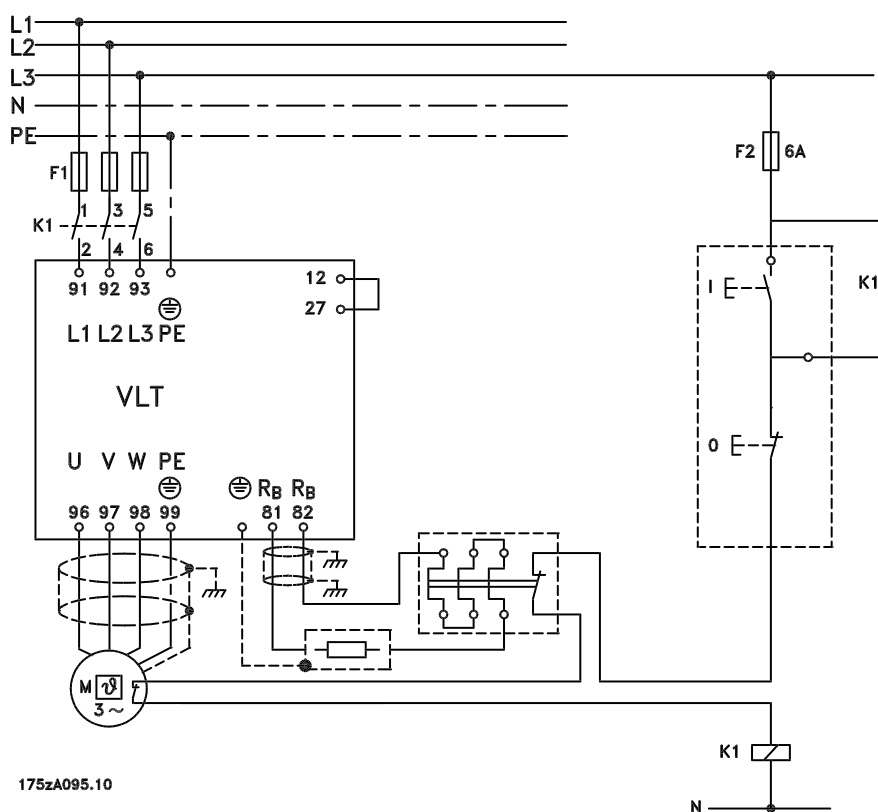 L1
L2
L3
N
PE
F1
F2 6A
1 3 5
K1
2 4 6
91 92 93
12
27
I
K1
L1 L2 L3 PE
VLT
0
U V W PE
RB RB
96 97 98 99
81 82
M ϑ
3 ~
K1
175zA095.10
N